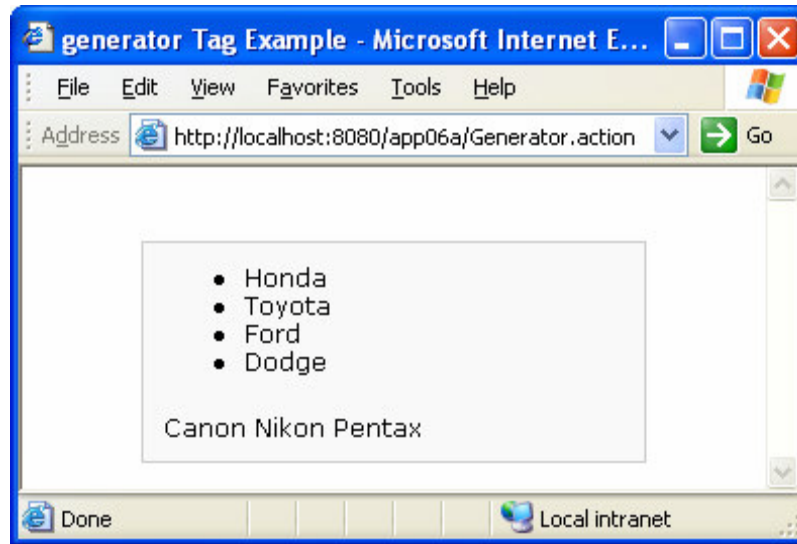 generator Tag Example - Microsoft Internet E...
File Edit View Favorites Tools Help
Address http://localhost:8080/app06a/Generator.action Go
• Honda
• Toyota
• Ford
• Dodge
Canon Nikon Pentax
Done Local intranet